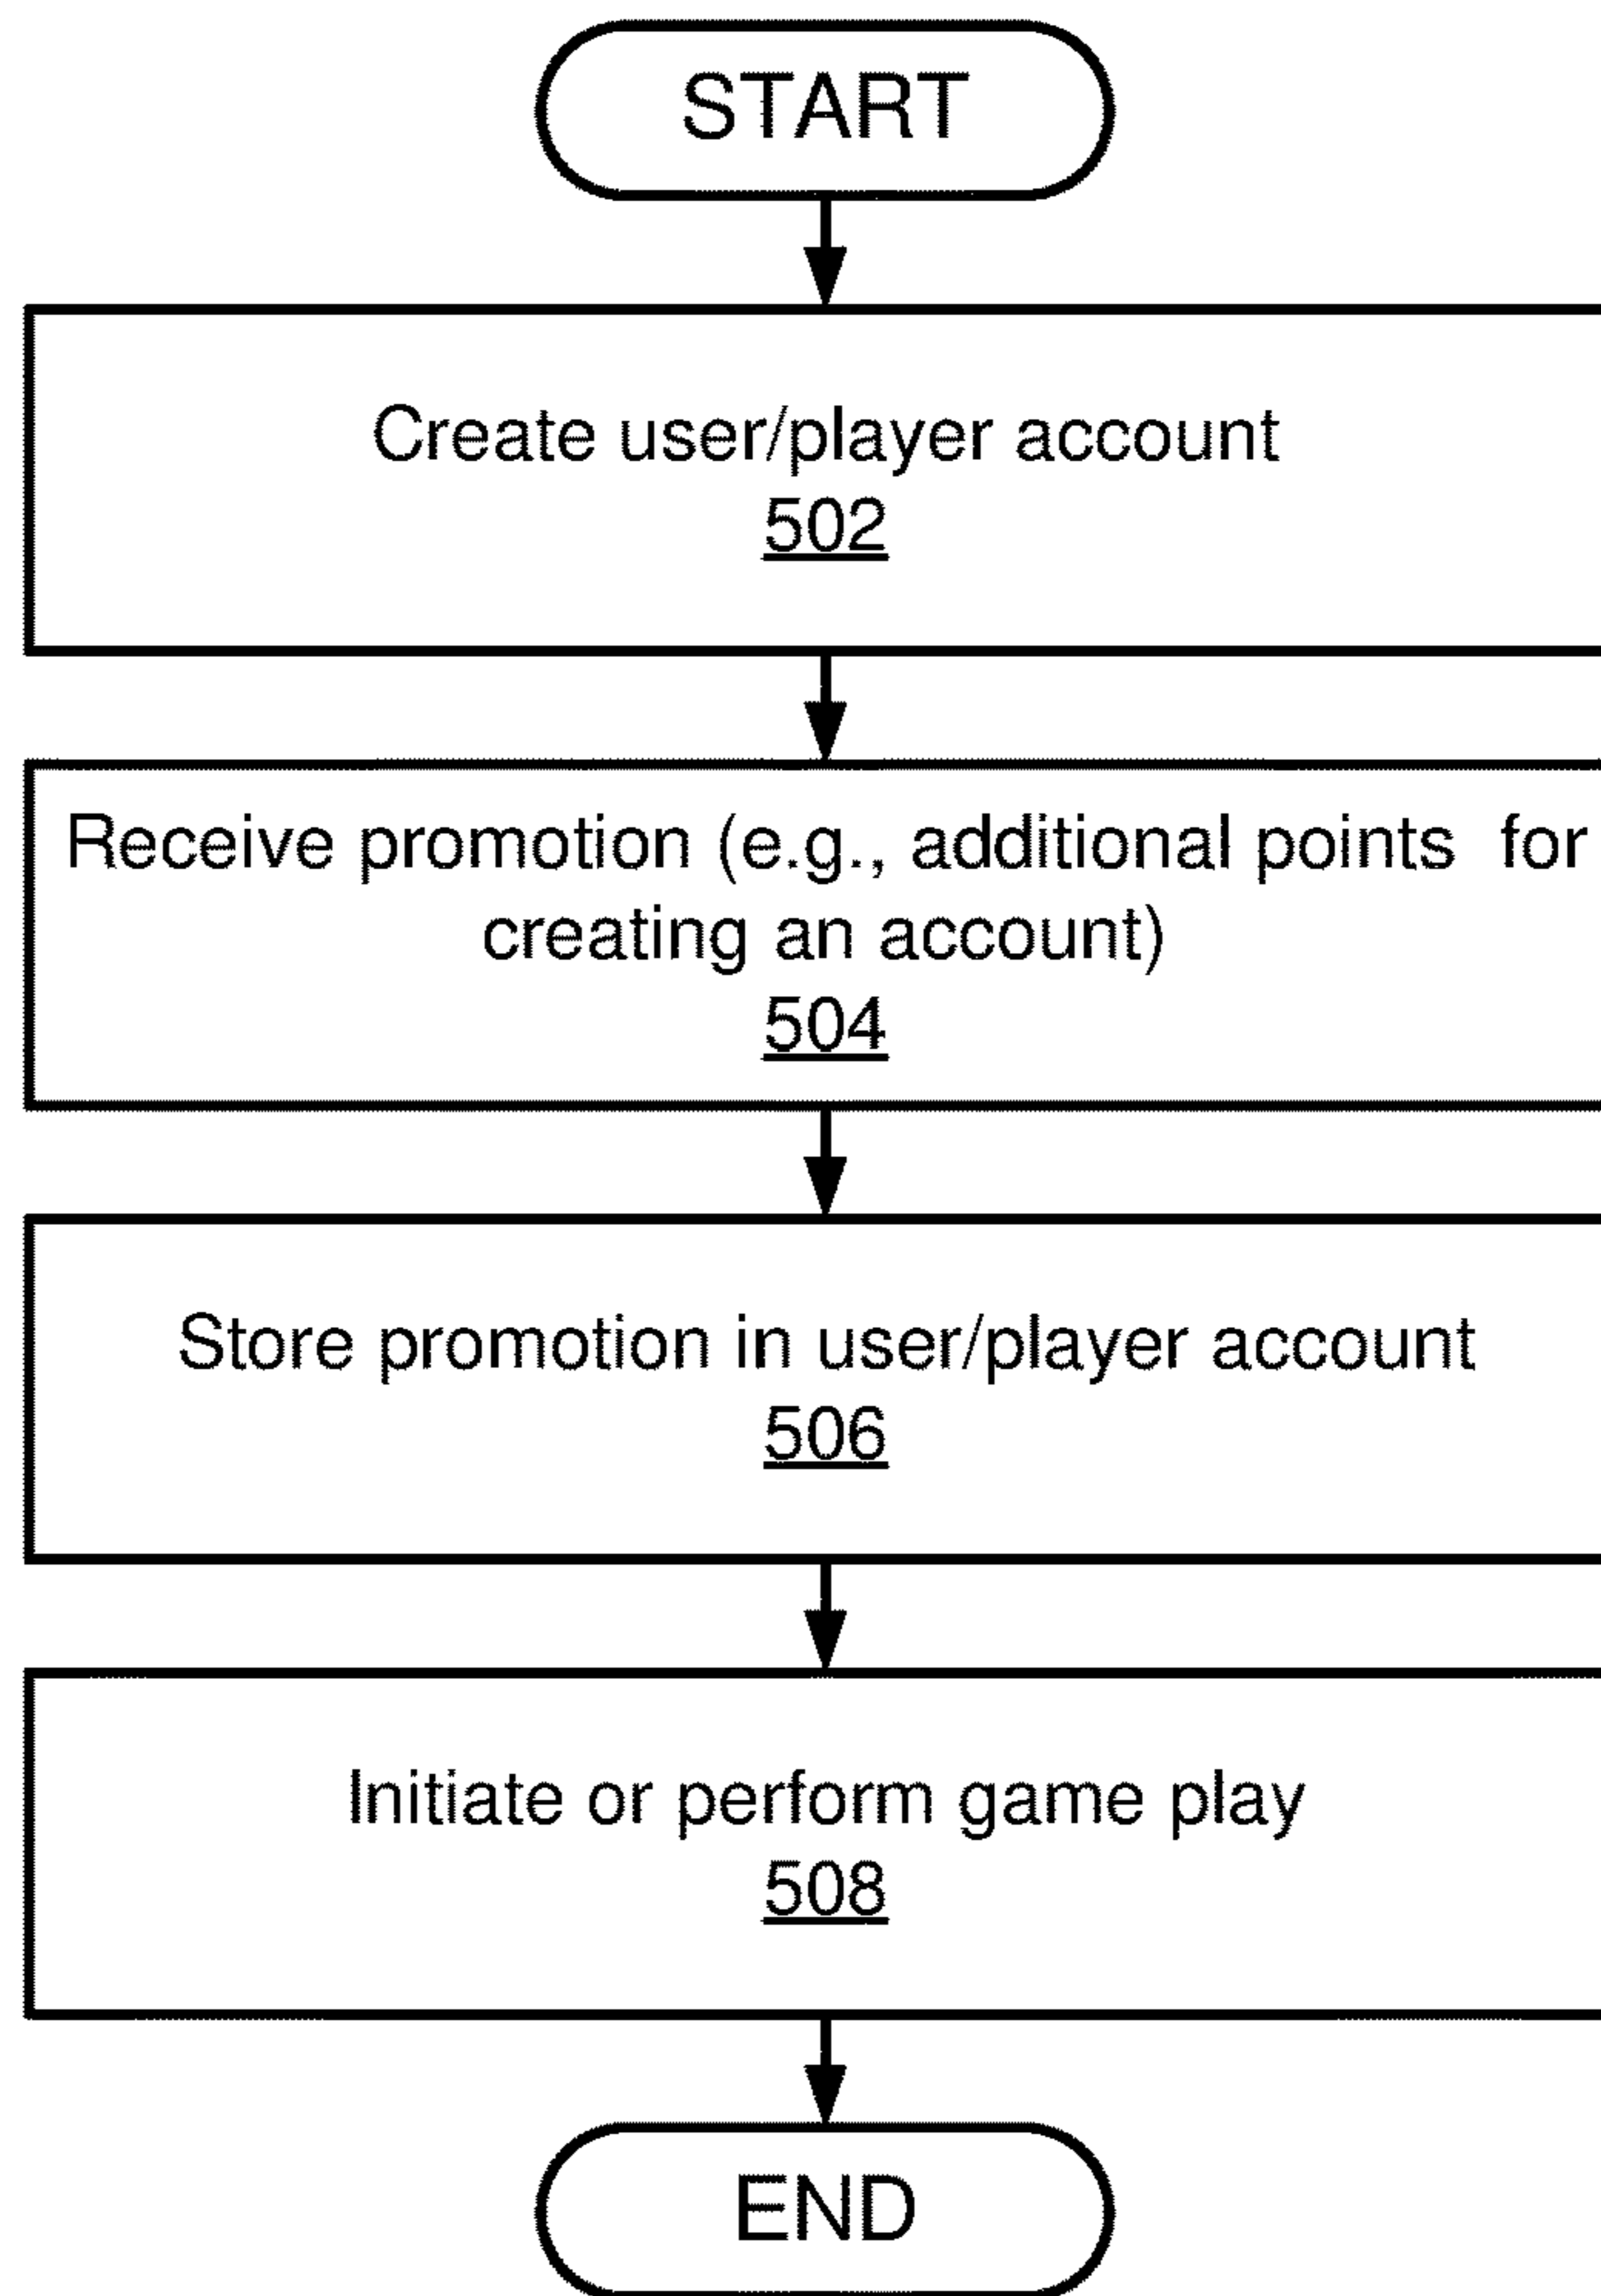 START
Create user/player account
502
Receive promotion (e.g., additional points for
creating an account)
504
Store promotion in user/player account
506
Initiate or perform game play
508
END